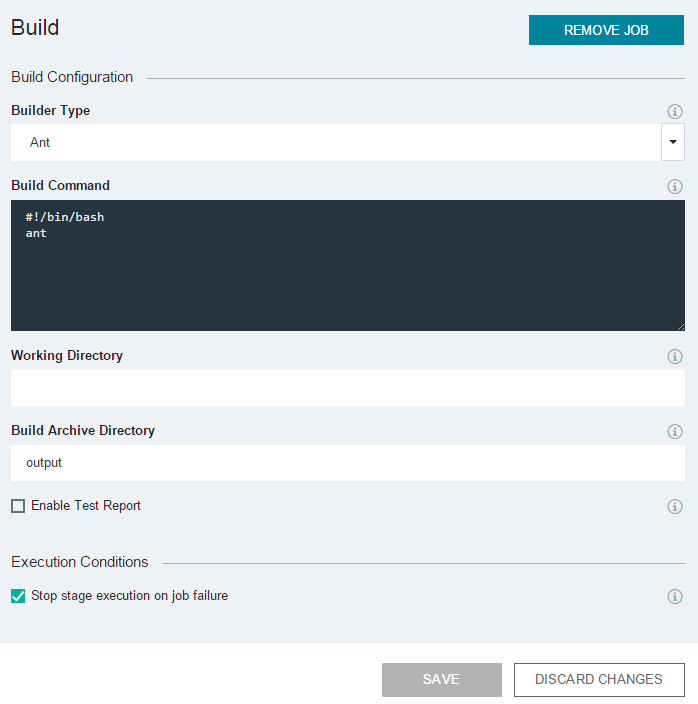 Build
REMOVE JOB
Build Configuration
Builder Type
Ant
Build Command
#!/bin/bash
ant
Working Directory
Build Archive Directory
output
Enable Test Report
Execution Conditions
Stop stage execution on job failure
SAVE
DISCARD CHANGES